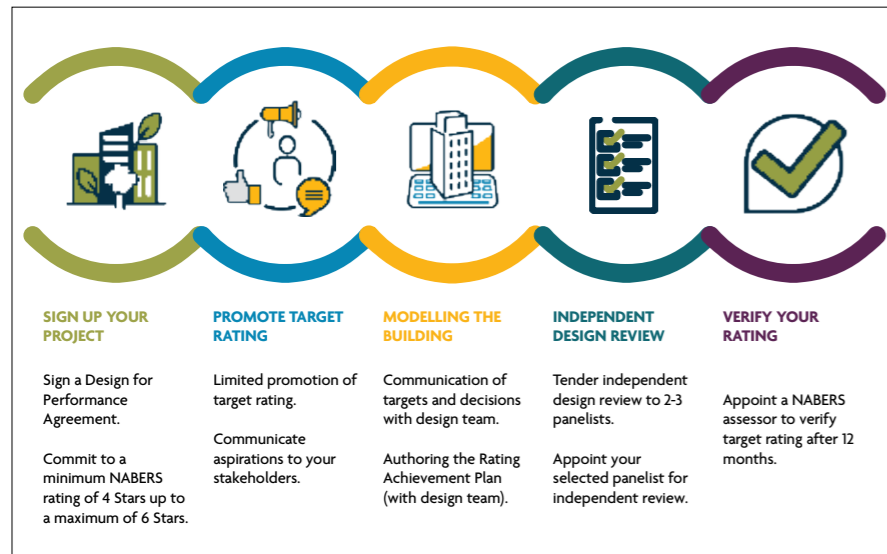 SIGN UP YOUR
PROJECT
Sign a Design for
Performance
Agreement.
Commit to a
minimum NABERS
rating of 4 Stars up to
a maximum of 6 Stars.
PROMOTE TARGET
RATING
Limited promotion of
target rating.
Communicate
aspirations to your
stakeholders.
MODELLING THE
BUILDING
Communication of
targets and decisions
with design team.
Authoring the Rating
Achievement Plan
(with design team).
INDEPENDENT
DESIGN REVIEW
Tender independent
design review to 2-3
panelists.
Appoint your
selected panelist for
independent review.
VERIFY YOUR
RATING
Appoint a NABERS
assessor to verify
target rating after 12
months.